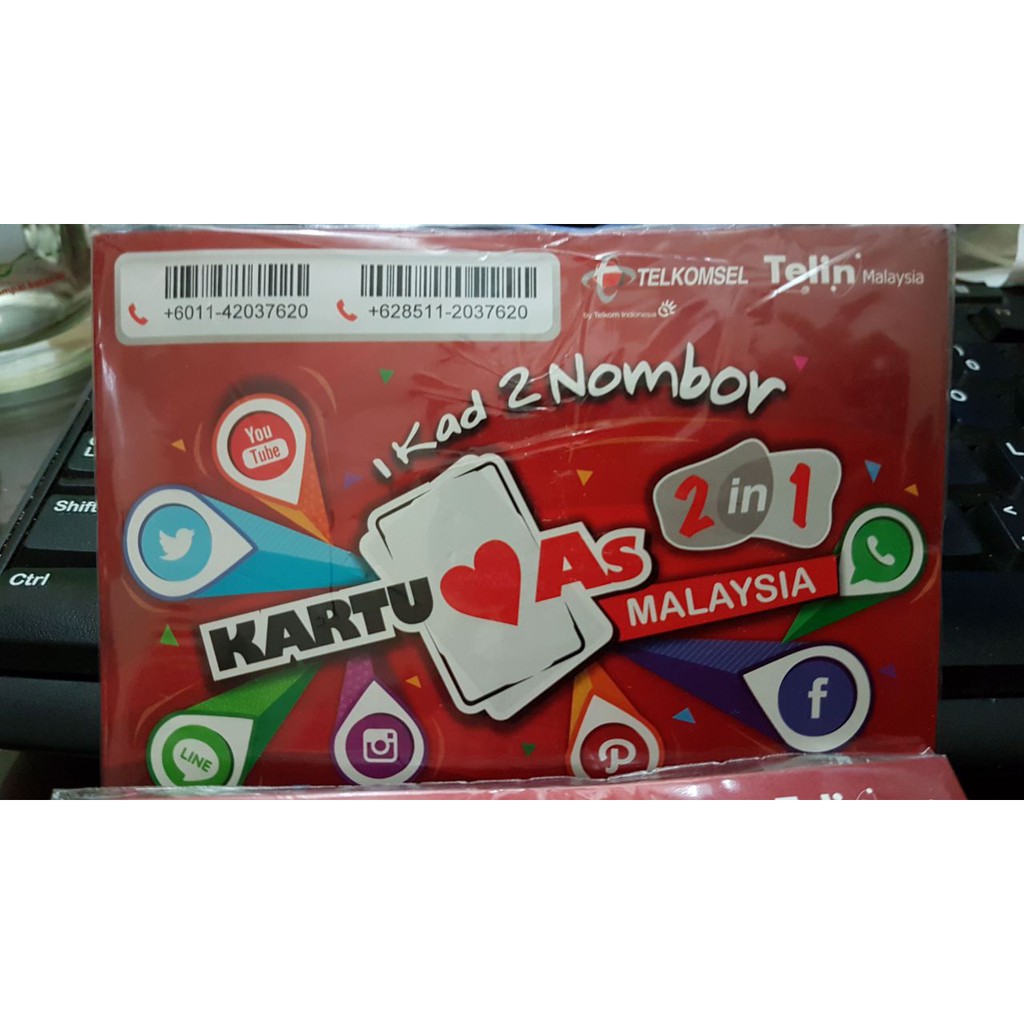 +6011-42037620
+628511-2037620
TELKOMSEL
by Telkom Indonesia
Telin Malaysia
1 Kad 2 Nombor
You
Tube
2 in 1
KARTU As
MALAYSIA
LINE
f
Shift
Ctrl